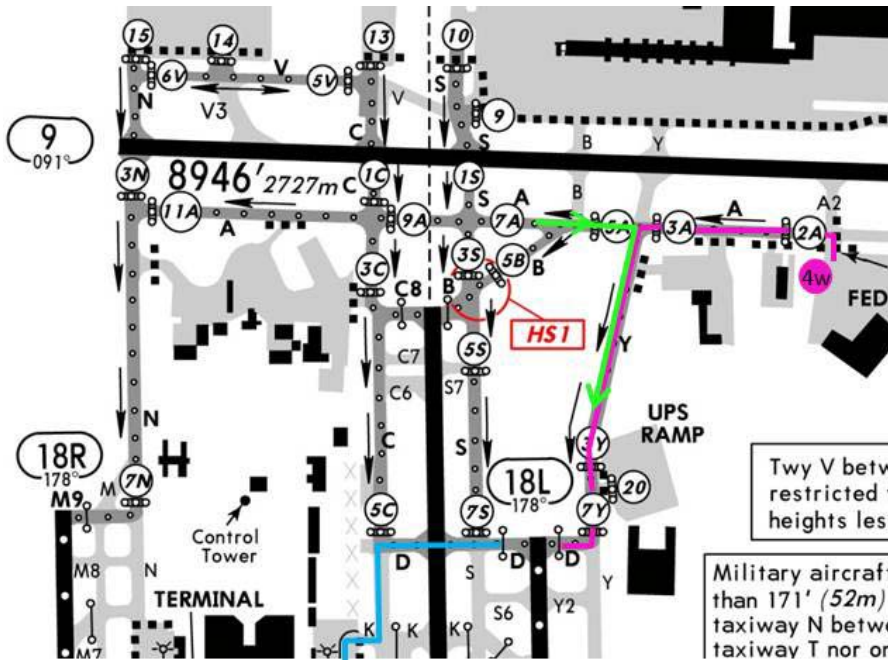 15
14
13
10
6V
V
5V
N
V3
V
S
C
9
S
B
Y
9
091°
3N
8946' 2727m
C
1C
1S
S
A
B
A
A2
11A
A
9A
7A
5A
3A
2A
4w
FED
3C
C8
B
3S
5B
B
HS1
C7
5S
Y
C6
S7
N
C
S
UPS
RAMP
18R
178°
18L
178°
3Y
M9
M
7N
5C
7S
7Y
20
Control
Tower
D
S
D
D
Y
M8
N
S6
Y2
TERMINAL
K
K
K
M7
Twy V betw
restricted
heights les
Military aircraf
than 171' (52m)
taxiway N betwe
taxiway T nor or